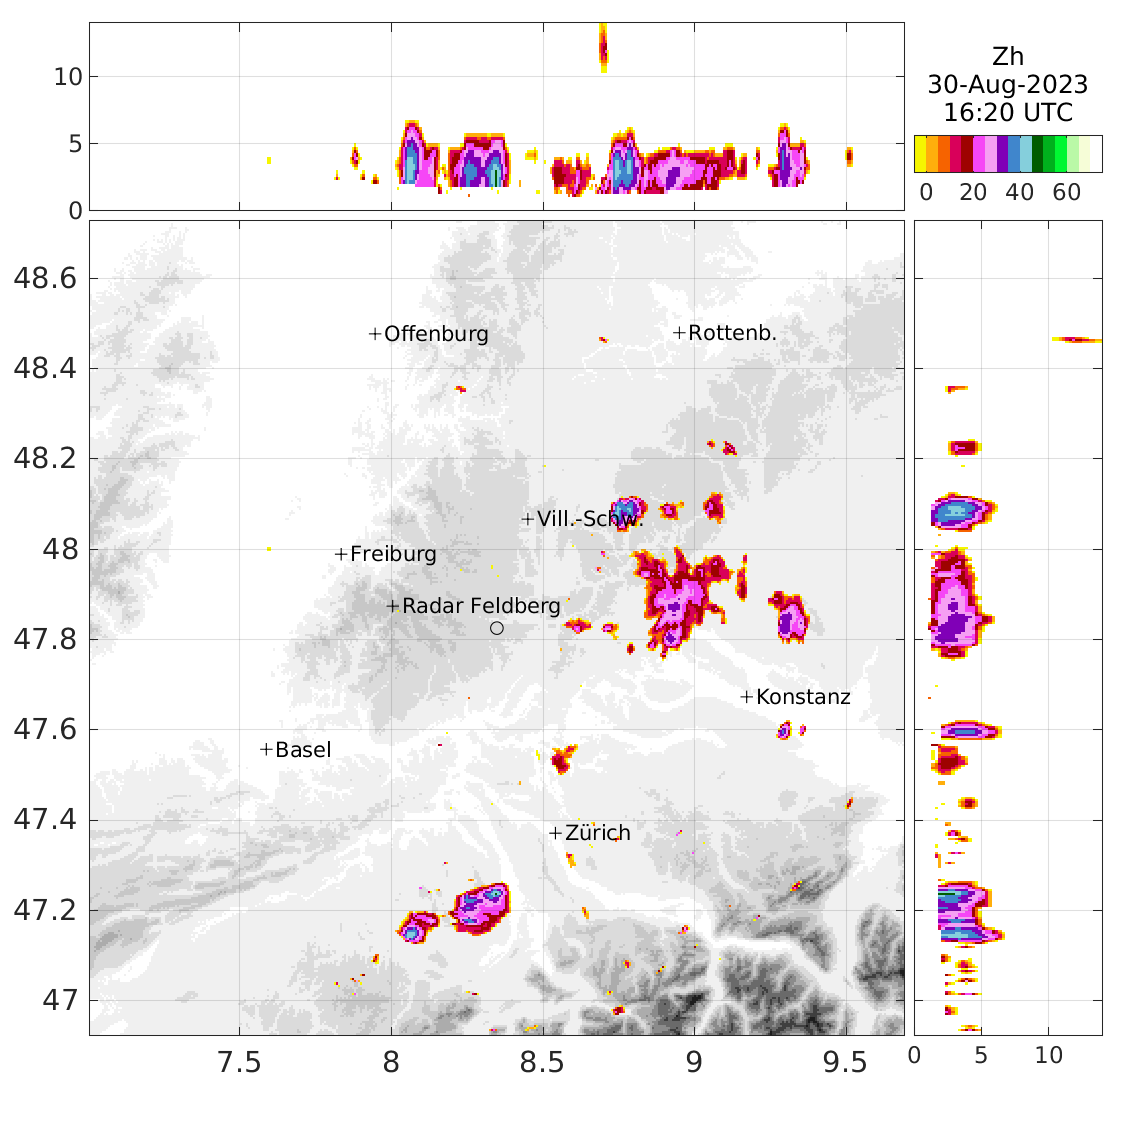 10
5
0
Zh
30-Aug-2023
16:20 UTC
0 20 40 60
48.6
48.4
48.2
48
47.8
47.6
47.4
47.2
47
+Offenburg
+Rottenb.
+Vill.-Schw.
+Freiburg
+Radar Feldberg
+Konstanz
+Basel
+Zürich
7.5 8 8.5 9 9.5
0 5 10